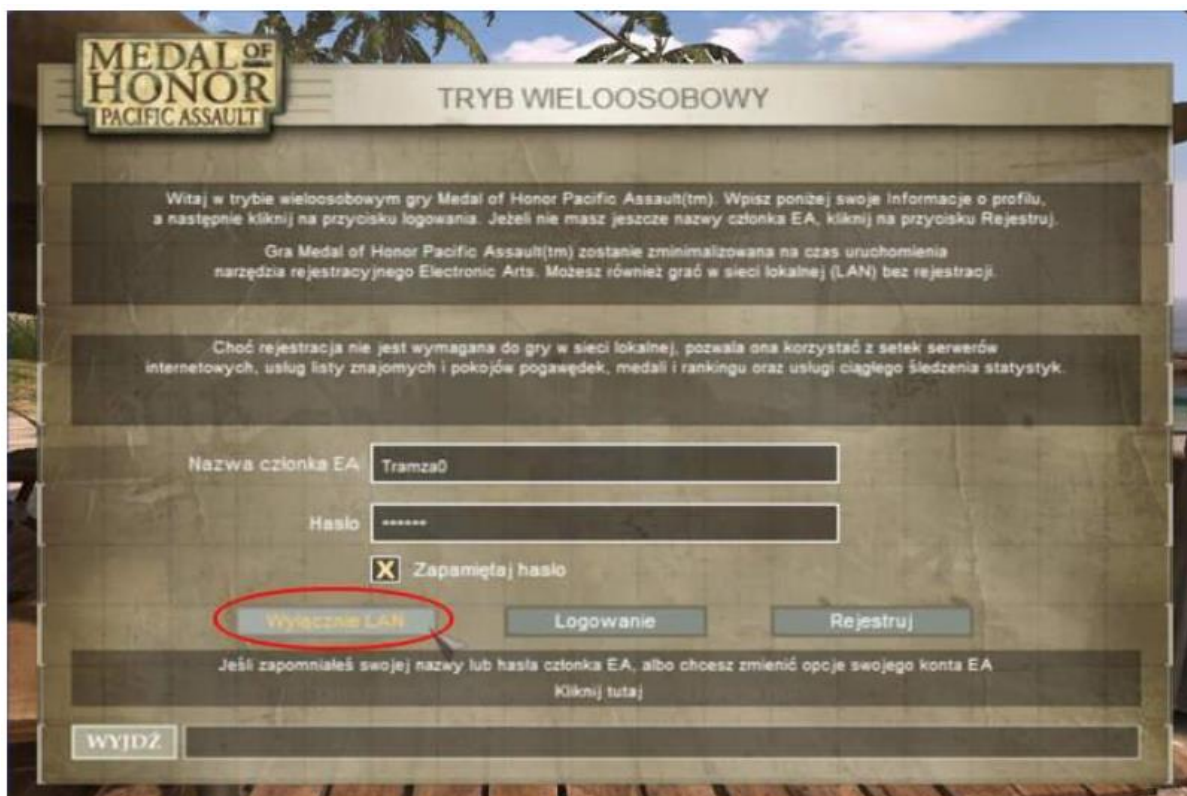 MEDAL OF
HONOR
PACIFIC ASSAULT
TRYB WIELOOSOBOWY
Witaj w trybie wieloosobowym gry Medal of Honor Pacific Assault(tm). Wpisz poniżej swoje Informacje o profilu,
a następnie kliknij na przycisku logowania. Jeżeli nie masz jeszcze nazwy członka EA, kliknij na przycisku Rejestruj).
Gra Medal of Honor Pacific Assault(tm) zostanie zminimalizowana na czas uruchomienia
narzędzia rejestracyjnego Electronic Arts. Możesz również grać w sieci lokalnej (LAN) bez rejestracji.
Choć rejestracja nie jest wymagana do gry w sieci lokalnej, pozwala ona korzystać z setek serwerów
internetowych, usług listy znajomych i pokojów pogawędek, medali i rankingu oraz usługi ciągłego śledzenia statystyk.
Nazwa członka EA Tramza0
Hasło ••••••
X Zapamiętaj hasło
Wyłącznie LAN Logowanie Rejestruj
Jeśli zapomniałeś swojej nazwy lub hasła członka EA, albo chcesz zmienić opcje swojego konta EA
Kliknij tutaj
WYJDŹ